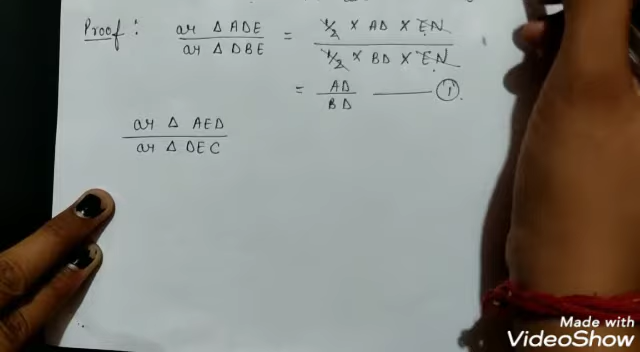 Proof :
ar Δ ADE / ar Δ DBE = 1/2 × AD × EN / 1/2 × BD × EN
= AD / BD —— (1).
ar Δ AED / ar Δ DEC
Made with
VideoShow